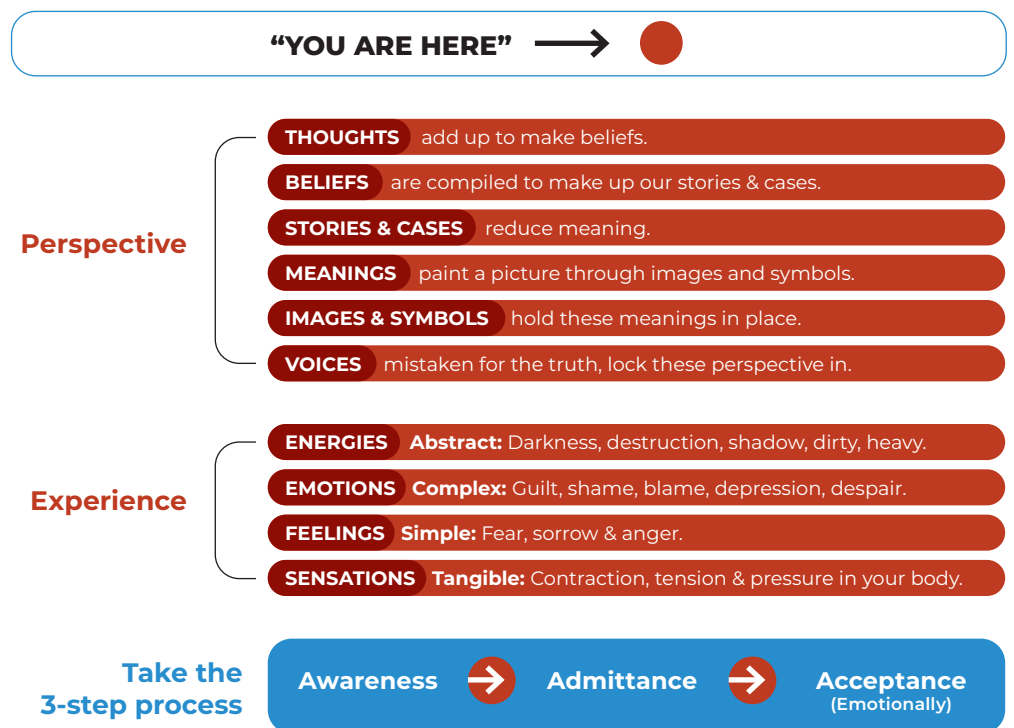 “YOU ARE HERE”
Perspective
THOUGHTS add up to make beliefs.
BELIEFS are compiled to make up our stories & cases.
STORIES & CASES reduce meaning.
MEANINGS paint a picture through images and symbols.
IMAGES & SYMBOLS hold these meanings in place.
VOICES mistaken for the truth, lock these perspective in.
Experience
ENERGIES Abstract: Darkness, destruction, shadow, dirty, heavy.
EMOTIONS Complex: Guilt, shame, blame, depression, despair.
FEELINGS Simple: Fear, sorrow & anger.
SENSATIONS Tangible: Contraction, tension & pressure in your body.
Take the
3-step process
Awareness Admittance Acceptance
(Emotionally)